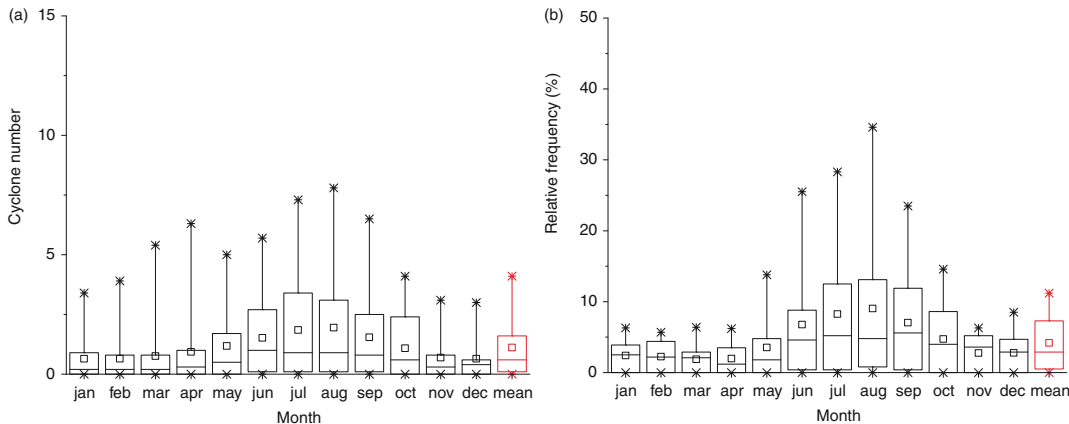 (a)
15
10
5
0
Cyclone number
jan feb mar apr may jun jul aug sep oct nov dec mean
Month
(b)
50
40
30
20
10
0
Relative frequency (%)
jan feb mar apr may jun jul aug sep oct nov dec mean
Month